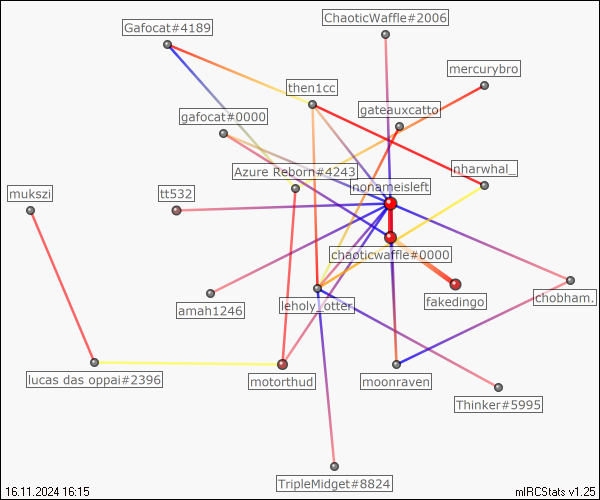 ChaoticWaffle#2006
Gafocat#4189
mercurybro
then1cc
gateauxcatto
gafocat#0000
Azure Reborn#4243
nharwhal_
nonameisleft
mukszi
tt532
chaoticwaffle#0000
amah1246
leholy_otter
fakedingo
chobham.
lucas das oppai#2396
motorthud
moonraven
Thinker#5995
TripleMidget#8824
16.11.2024 16:15
mIRCStats v1.25